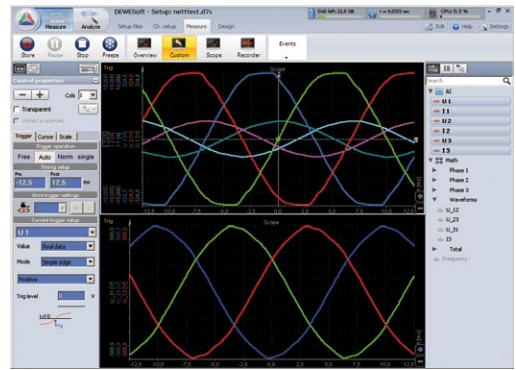 DEWESoft - Setup: netttest.d7s
Disk left: 22,8 GB
CPU: 5,5 %
Measure
Analyze
Setup files
Ch. setup
Measure
Design
Edit
Help
Settings
Store
Pause
Stop
Freeze
Overview
Custom
Scope
Recorder
Events
Control properties
Cols 1
Transparent
Trigger
Cursor
Scale
Trigger operation
Free
Auto
Norm
single
Timing setup
Pre
Post
-12,5
12,5
ms
Store trigger settings
Current trigger setup
U 1
Value
Real data
Mode
Simple edge
Positive
Trig level
0
V
Trig
Scope
-12,5 -10,0 -7,5 -5,0 -2,5 0,0 2,5 5,0 7,5 10,0 12,5
Trig
Scope
-12,5 -10,0 -7,5 -5,0 -2,5 0,0 2,5 5,0 7,5 10,0 12,5
Search
AI
U 1
I 1
U 2
I 2
U 3
I 3
Math
Phase 1
Phase 2
Phase 3
Waveforms
U_12
U_23
U_31
I3
Total
Frequency